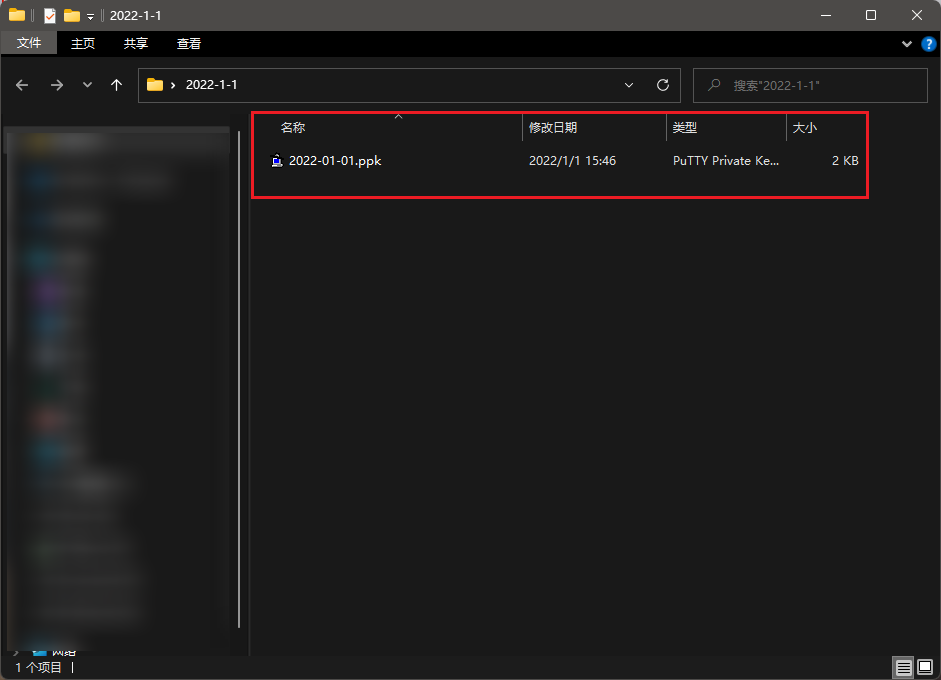 2022-1-1
文件 主页 共享 查看
2022-1-1
搜索"2022-1-1"
名称 修改日期 类型 大小
2022-01-01.ppk 2022/1/1 15:46 PuTTY Private Ke... 2 KB
网络
1 个项目